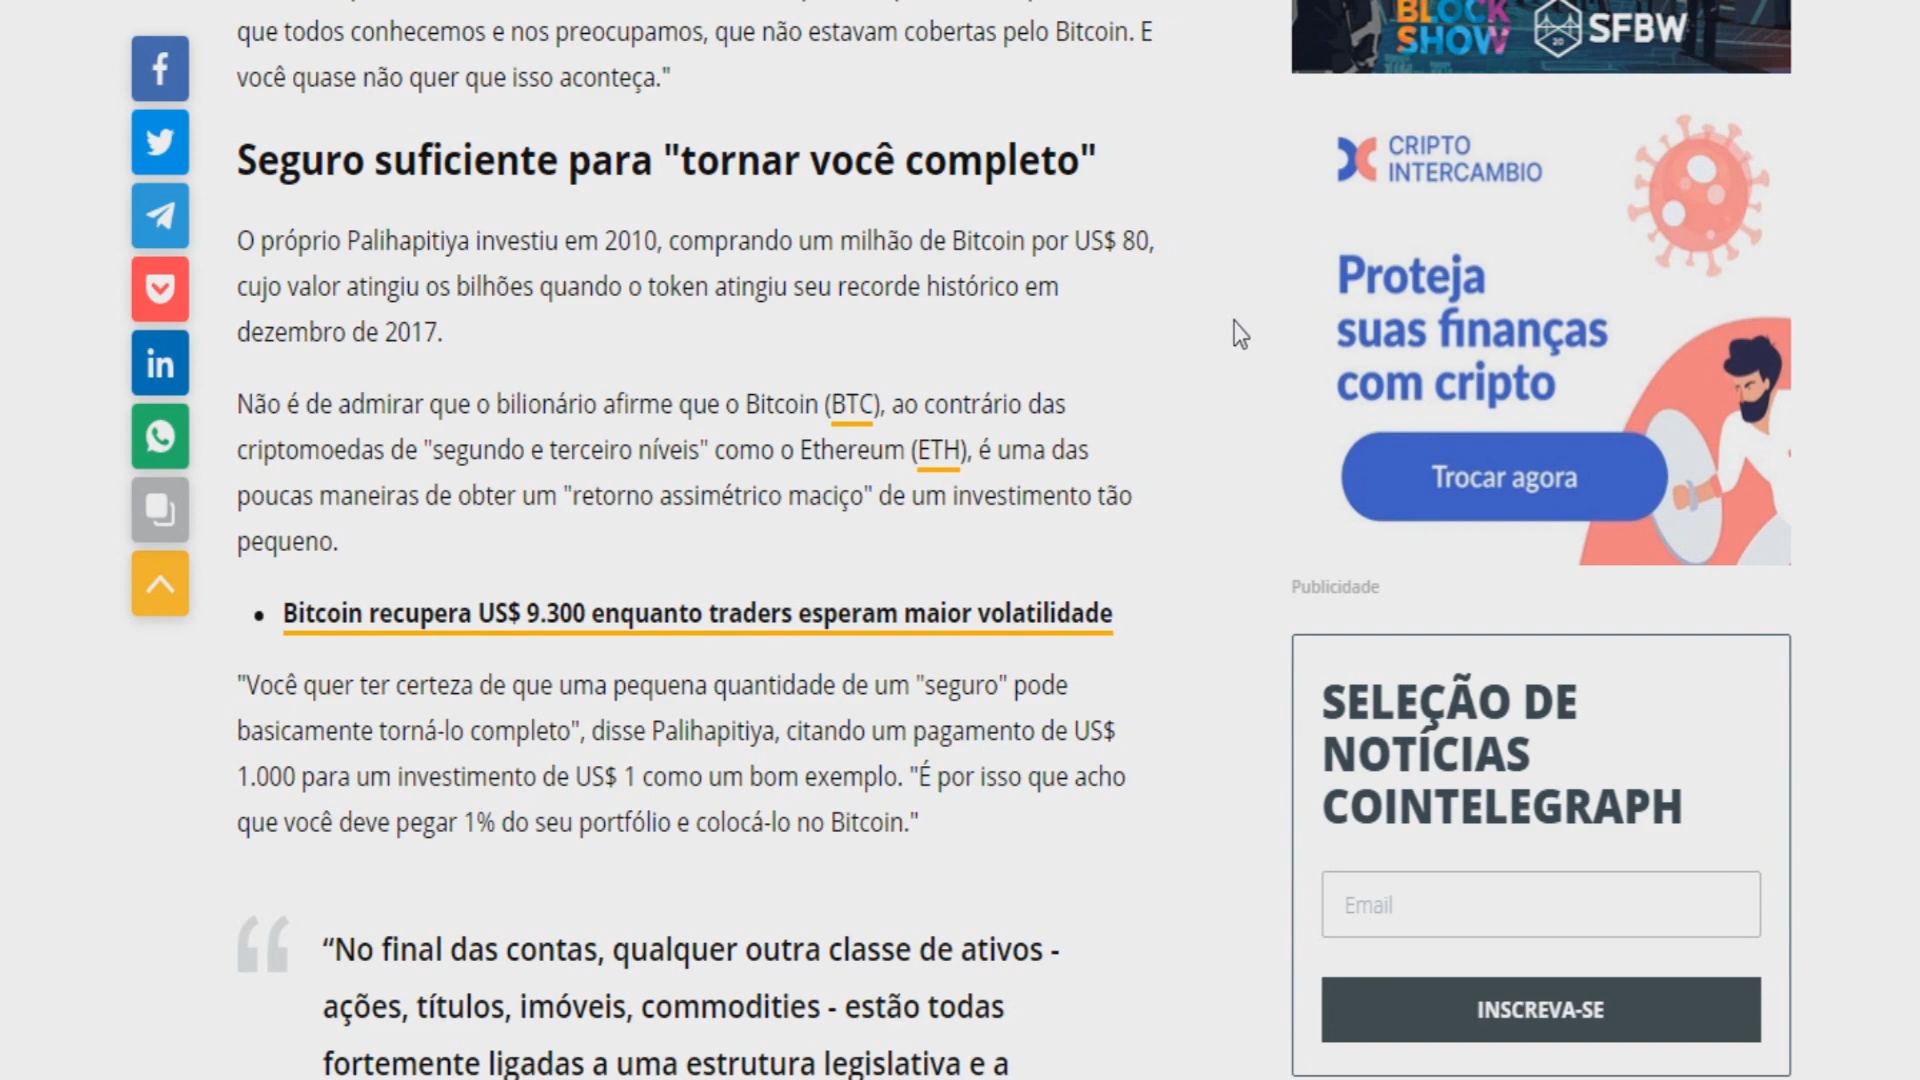 que todos conhecemos e nos preocupamos, que não estavam cobertas pelo Bitcoin. E
você quase não quer que isso aconteça."
Seguro suficiente para "tornar você completo"
O próprio Palihapitiya investiu em 2010, comprando um milhão de Bitcoin por US$ 80,
cujo valor atingiu os bilhões quando o token atingiu seu recorde histórico em
dezembro de 2017.
Não é de admirar que o bilionário afirme que o Bitcoin (BTC), ao contrário das
criptomoedas de "segundo e terceiro níveis" como o Ethereum (ETH), é uma das
poucas maneiras de obter um "retorno assimétrico maciço" de um investimento tão
pequeno.
• Bitcoin recupera US$ 9.300 enquanto traders esperam maior volatilidade
"Você quer ter certeza de que uma pequena quantidade de um "seguro" pode
basicamente torná-lo completo", disse Palihapitiya, citando um pagamento de US$
1.000 para um investimento de US$ 1 como um bom exemplo. "É por isso que acho
que você deve pegar 1% do seu portfólio e colocá-lo no Bitcoin."
“No final das contas, qualquer outra classe de ativos -
ações, títulos, imóveis, commodities - estão todas
fortemente ligadas a uma estrutura legislativa e a
BLOCK
SHOW
20
SFBW
CRIPTO
INTERCAMBIO
Proteja
suas finanças
com cripto
Trocar agora
Publicidade
SELEÇÃO DE
NOTÍCIAS
COINTELEGRAPH
Email
INSCREVA-SE